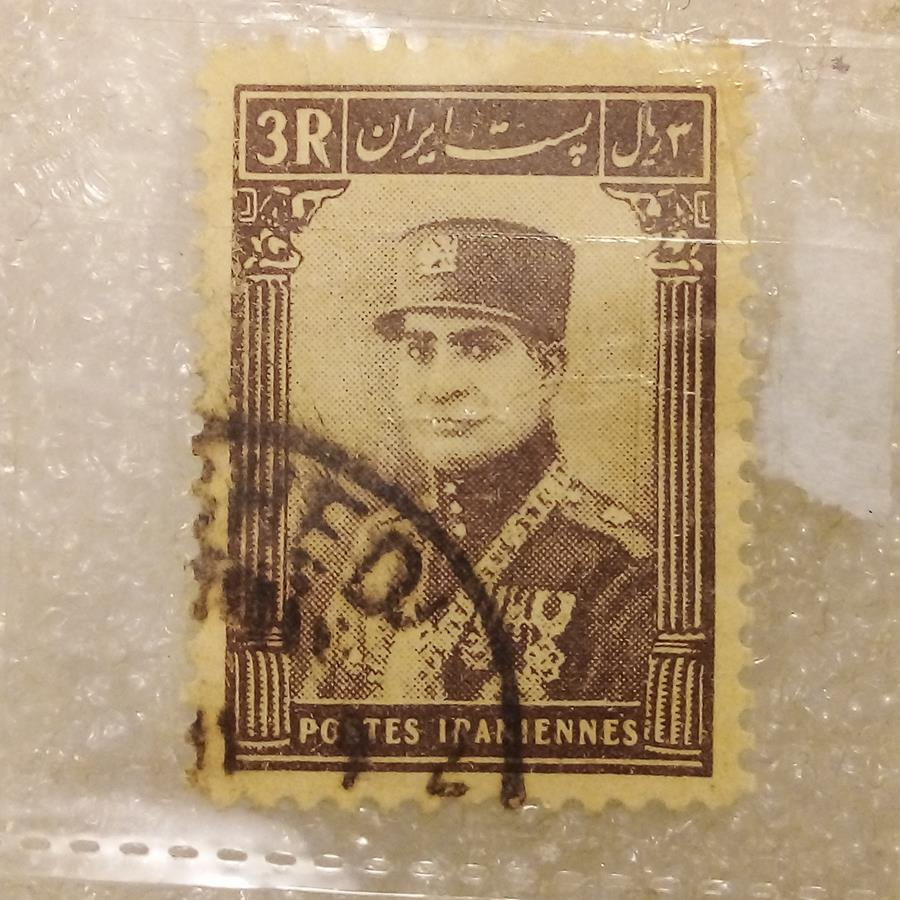 3R پست ایران ۳ ریال
POSTES IRANIENNES